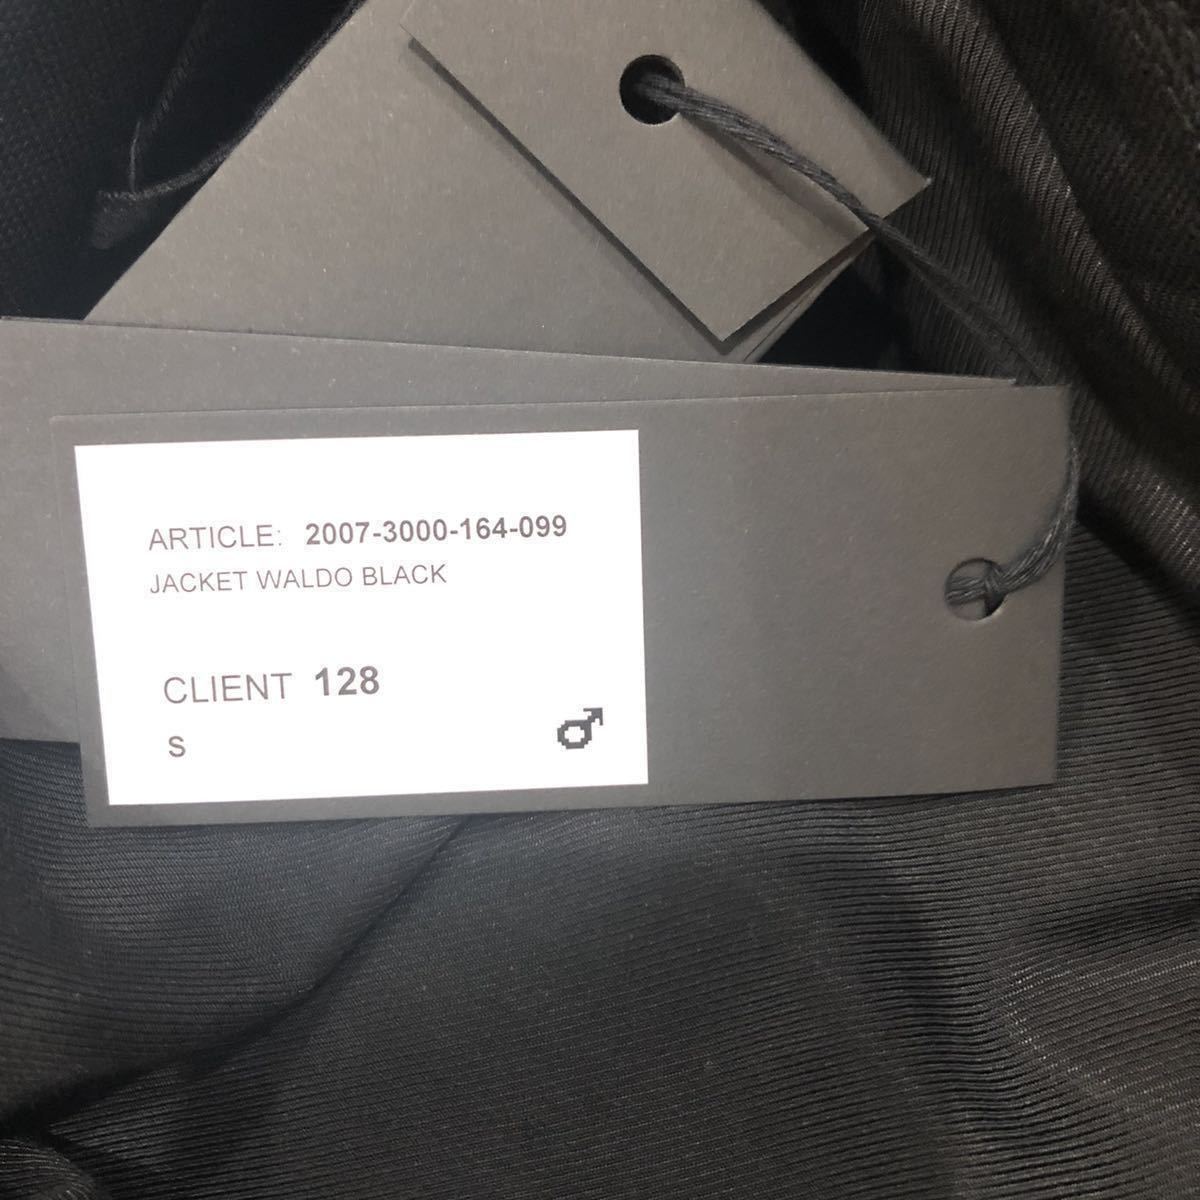 ARTICLE: 2007-3000-164-099
JACKET WALDO BLACK
CLIENT 128
S